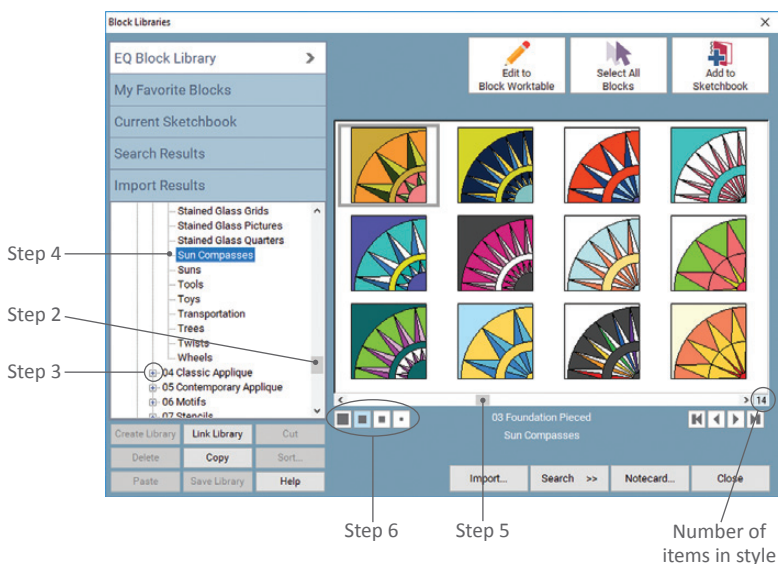 Block Libraries
EQ Block Library
My Favorite Blocks
Current Sketchbook
Search Results
Import Results
Edit to
Block Worktable
Select All
Blocks
Add to
Sketchbook
Stained Glass Grids
Stained Glass Pictures
Stained Glass Quarters
Sun Compasses
Suns
Tools
Toys
Transportation
Trees
Twists
Wheels
04 Classic Applique
05 Contemporary Applique
06 Motifs
07 Stencils
Step 4
Step 2
Step 3
14
03 Foundation Pieced
Sun Compasses
Create Library
Link Library
Cut
Delete
Copy
Sort...
Paste
Save Library
Help
Import...
Search >>
Notecard...
Close
Step 6
Step 5
Number of
items in style